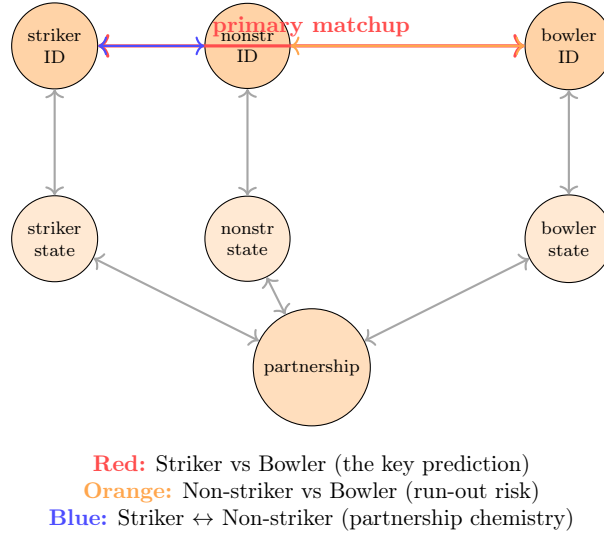 primary matchup
striker
ID
nonstr
ID
bowler
ID
striker
state
nonstr
state
bowler
state
partnership
Red: Striker vs Bowler (the key prediction)
Orange: Non-striker vs Bowler (run-out risk)
Blue: Striker ↔ Non-striker (partnership chemistry)